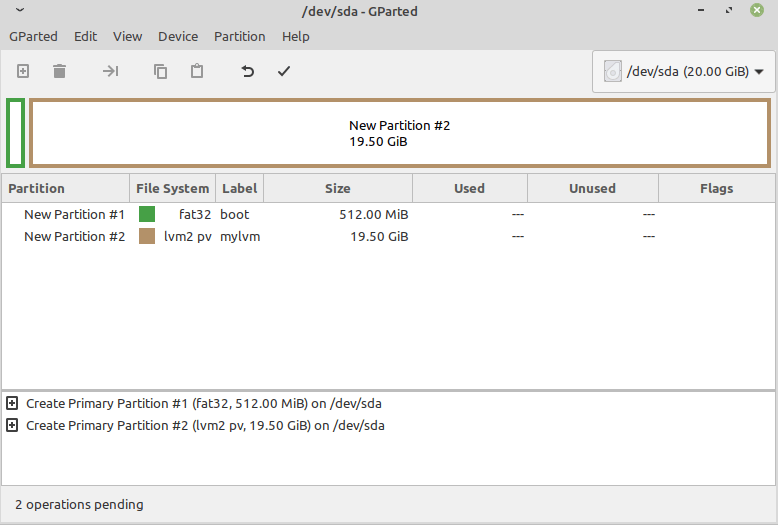 /dev/sda - GParted
GParted Edit View Device Partition Help
/dev/sda (20.00 GiB)
New Partition #2
19.50 GiB
Partition File System Label Size Used Unused Flags
New Partition #1 fat32 boot 512.00 MiB --- ---
New Partition #2 lvm2 pv mylvm 19.50 GiB --- ---
Create Primary Partition #1 (fat32, 512.00 MiB) on /dev/sda
Create Primary Partition #2 (lvm2 pv, 19.50 GiB) on /dev/sda
2 operations pending